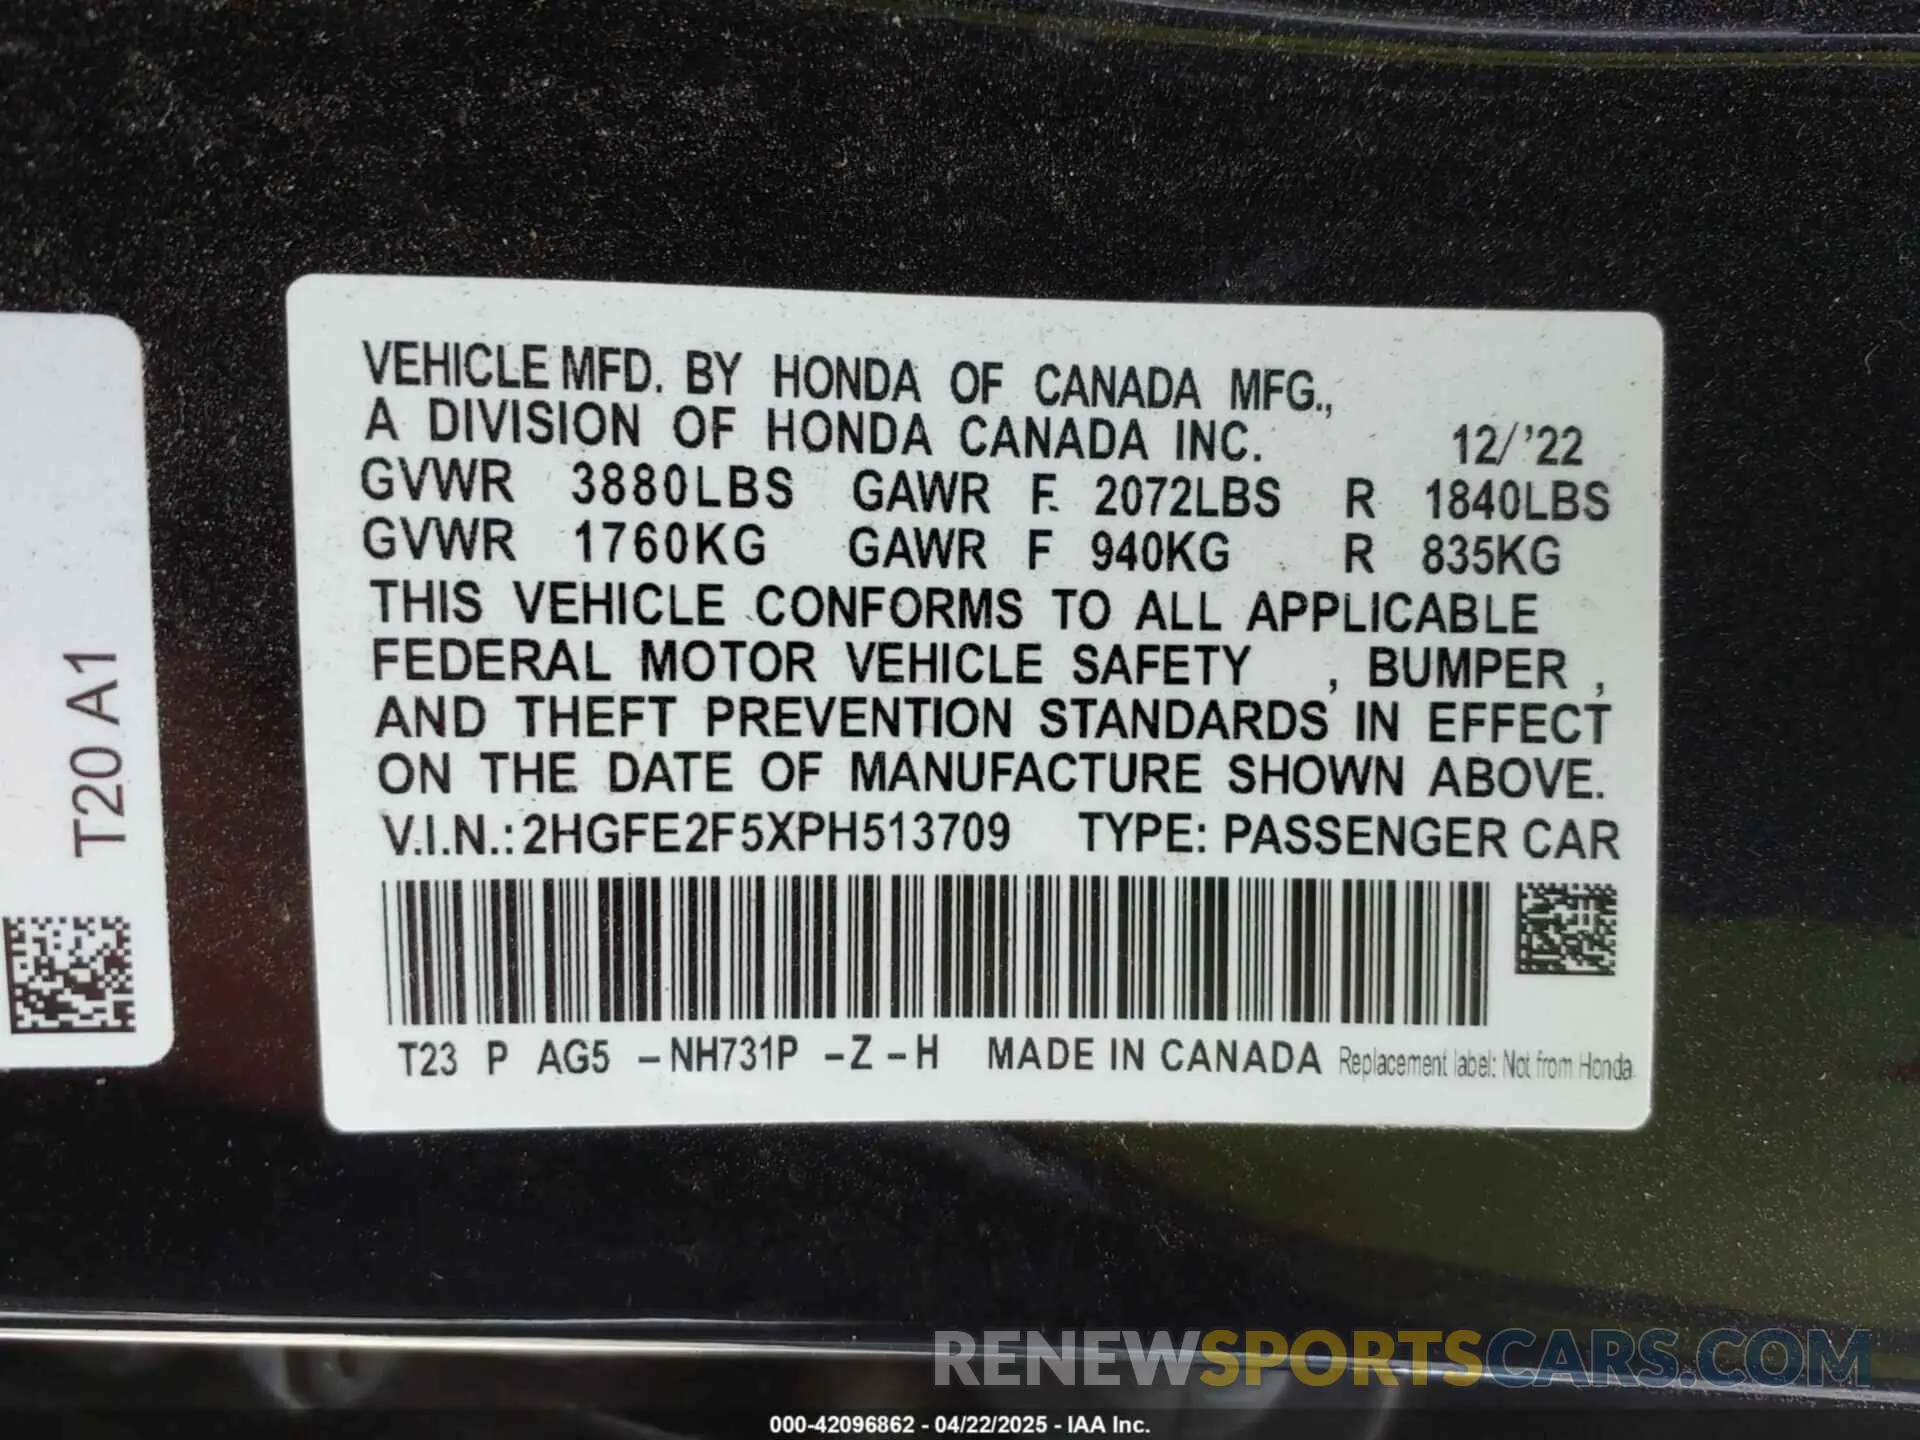 VEHICLE MFD. BY HONDA OF CANADA MFG.,
A DIVISION OF HONDA CANADA INC. 12/'22
GVWR 3880LBS GAWR F 2072LBS R 1840LBS
GVWR 1760KG GAWR F 940KG R 835KG
THIS VEHICLE CONFORMS TO ALL APPLICABLE
FEDERAL MOTOR VEHICLE SAFETY , BUMPER ,
AND THEFT PREVENTION STANDARDS IN EFFECT
ON THE DATE OF MANUFACTURE SHOWN ABOVE.
V.I.N.: 2HGFE2F5XPH513709 TYPE: PASSENGER CAR
T23 P AG5 –NH731P –Z –H MADE IN CANADA Replacement label: Not from Honda
T20 A1
RENEWSPORTSCARS.COM
000-42096862 - 04/22/2025 - IAA Inc.